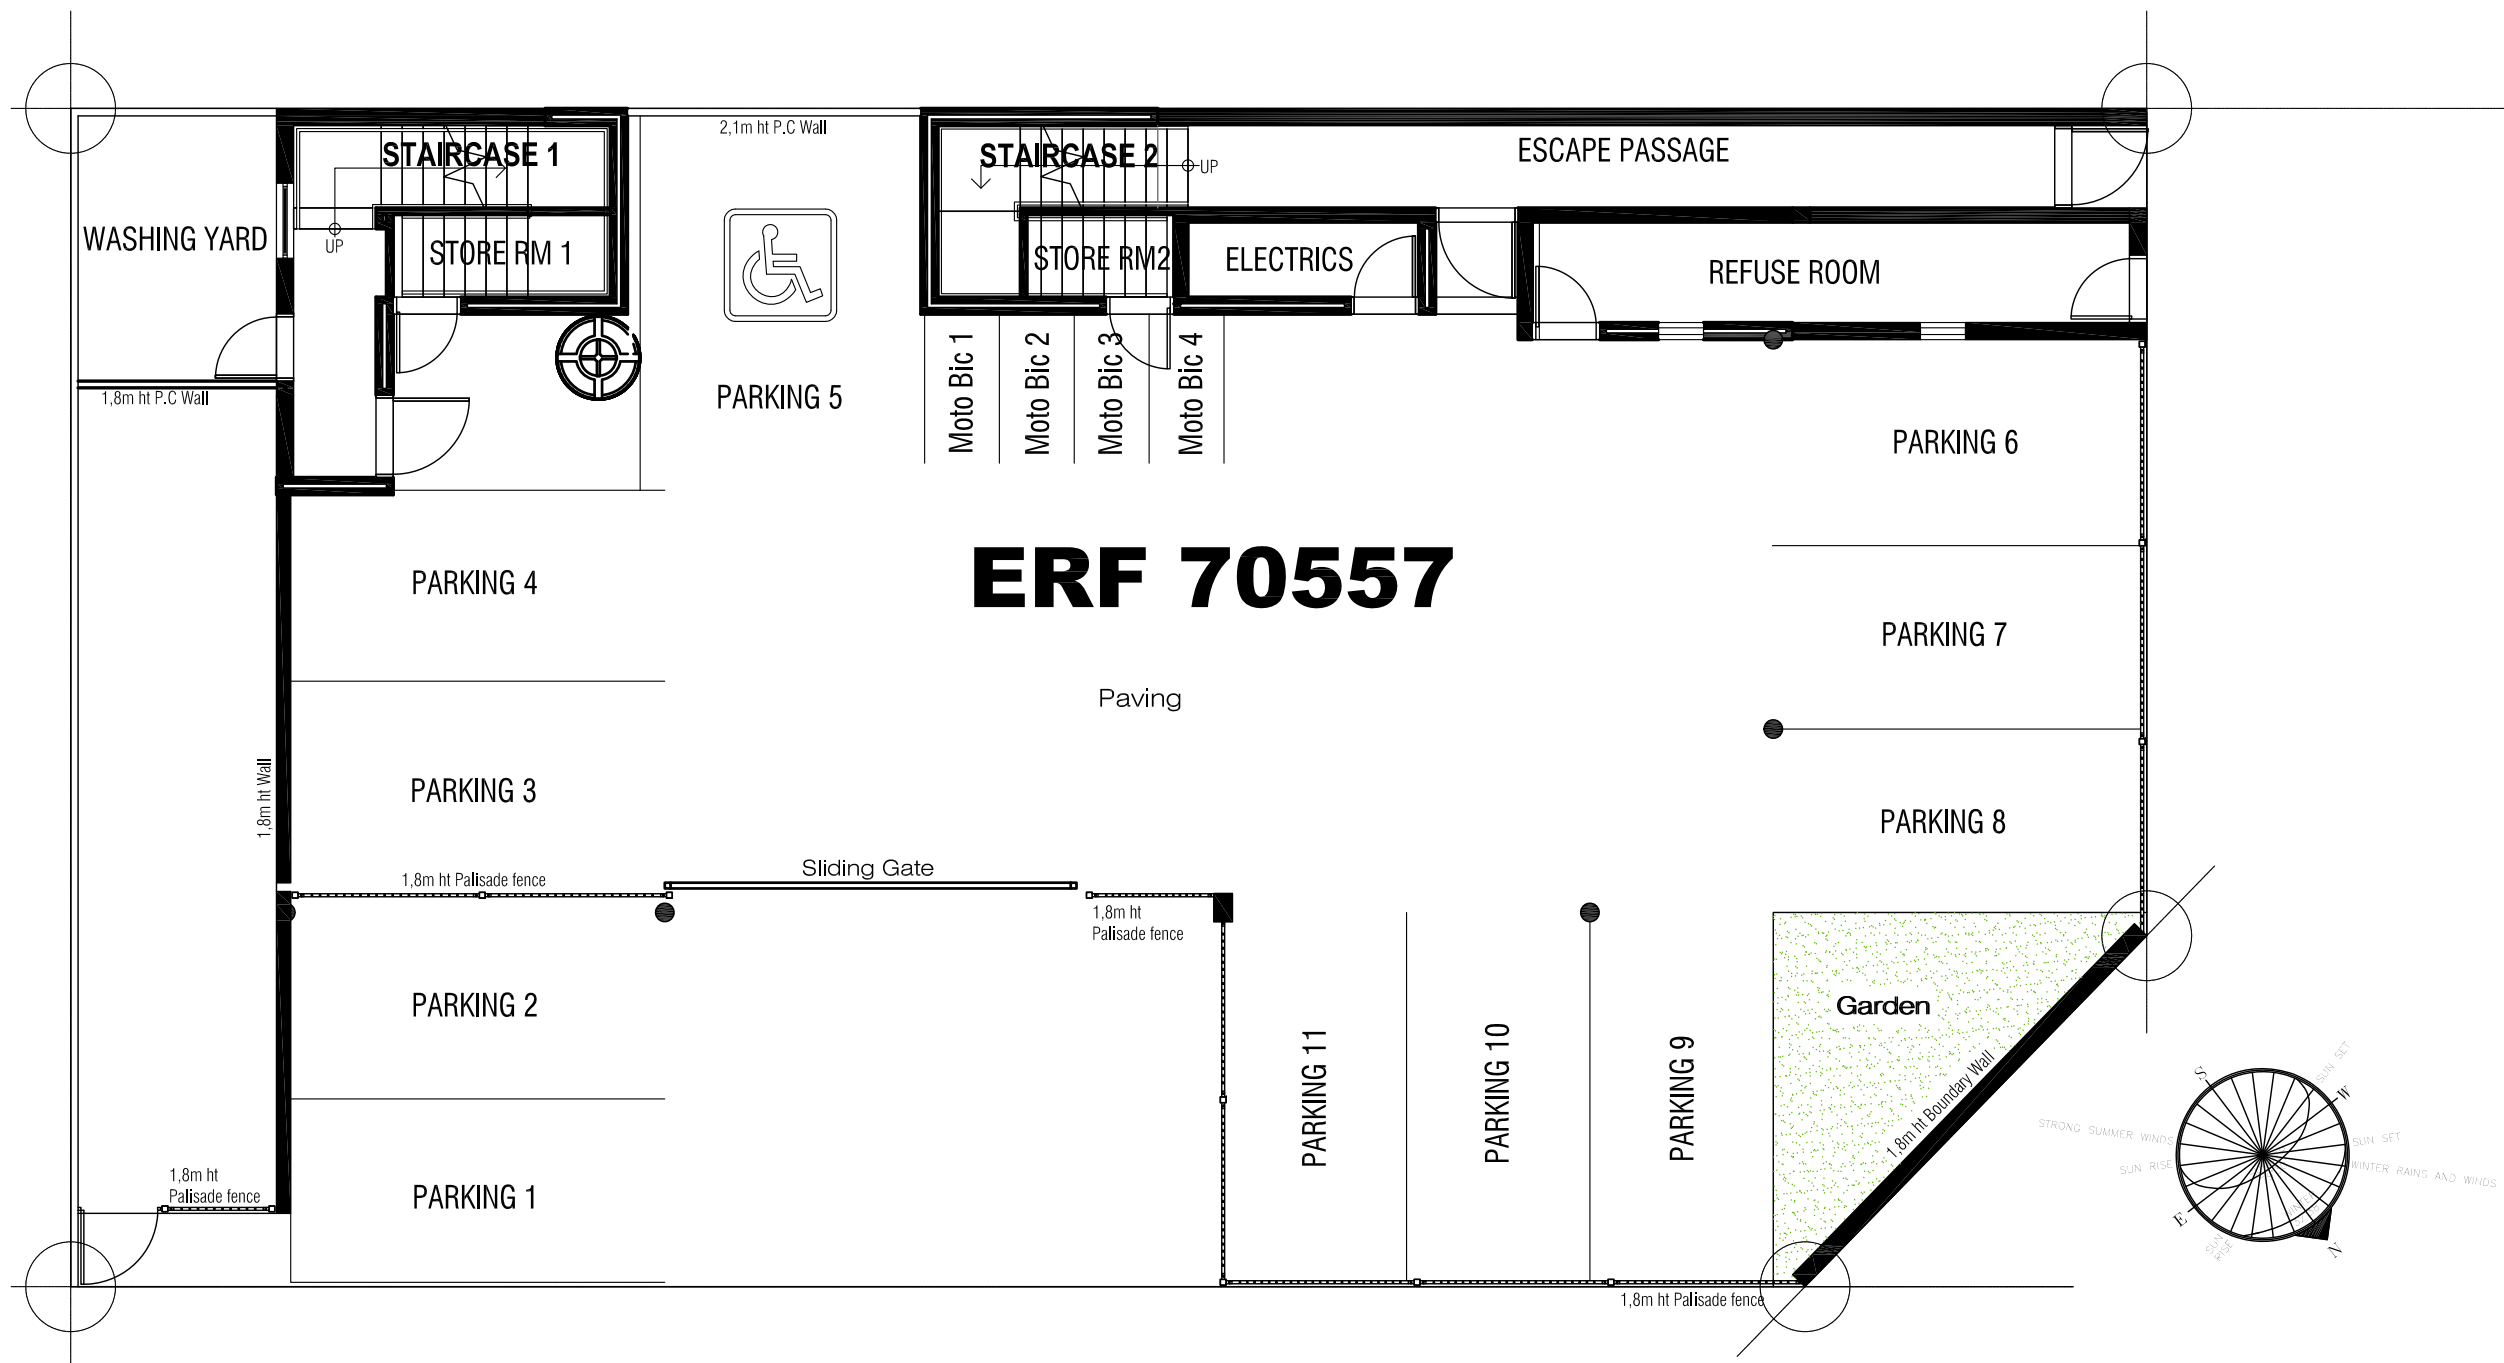 2,1m ht P.C Wall
STAIRCASE 1
STAIRCASE 2
ESCAPE PASSAGE
UP
WASHING YARD
UP
STORE RM 1
STORE RM2
ELECTRICS
REFUSE ROOM
1,8m ht P.C Wall
PARKING 5
Moto Bic 1
Moto Bic 2
Moto Bic 3
Moto Bic 4
PARKING 6
PARKING 4
ERF 70557
PARKING 7
Paving
PARKING 3
1,8m ht Wall
PARKING 8
Sliding Gate
1,8m ht Palisade fence
1,8m ht
Palisade fence
PARKING 2
Garden
PARKING 11
PARKING 10
PARKING 9
1,8m ht Boundary Wall
1,8m ht
Palisade fence
PARKING 1
1,8m ht Palisade fence
SUN SET
S
W
STRONG SUMMER WINDS
SUN SET
SUN RISE
WINTER RAINS AND WINDS
E
SUN
RISE
N